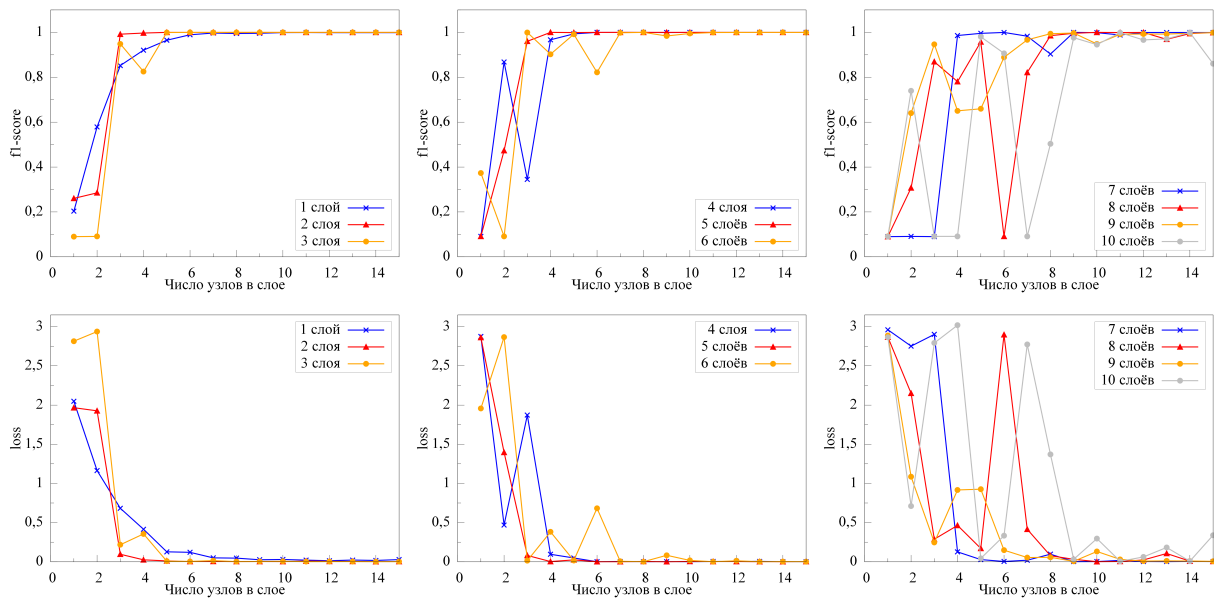 1
0,8
0,6
0,4
0,2
0
f1-score
0 2 4 6 8 10 12 14
Число узлов в слое
1 слой
2 слоя
3 слоя
1
0,8
0,6
0,4
0,2
0
f1-score
0 2 4 6 8 10 12 14
Число узлов в слое
4 слоя
5 слоёв
6 слоёв
1
0,8
0,6
0,4
0,2
0
f1-score
0 2 4 6 8 10 12 14
Число узлов в слое
7 слоёв
8 слоёв
9 слоёв
10 слоёв
3
2,5
2
1,5
1
0,5
0
loss
0 2 4 6 8 10 12 14
Число узлов в слое
1 слой
2 слоя
3 слоя
3
2,5
2
1,5
1
0,5
0
loss
0 2 4 6 8 10 12 14
Число узлов в слое
4 слоя
5 слоёв
6 слоёв
3
2,5
2
1,5
1
0,5
0
loss
0 2 4 6 8 10 12 14
Число узлов в слое
7 слоёв
8 слоёв
9 слоёв
10 слоёв